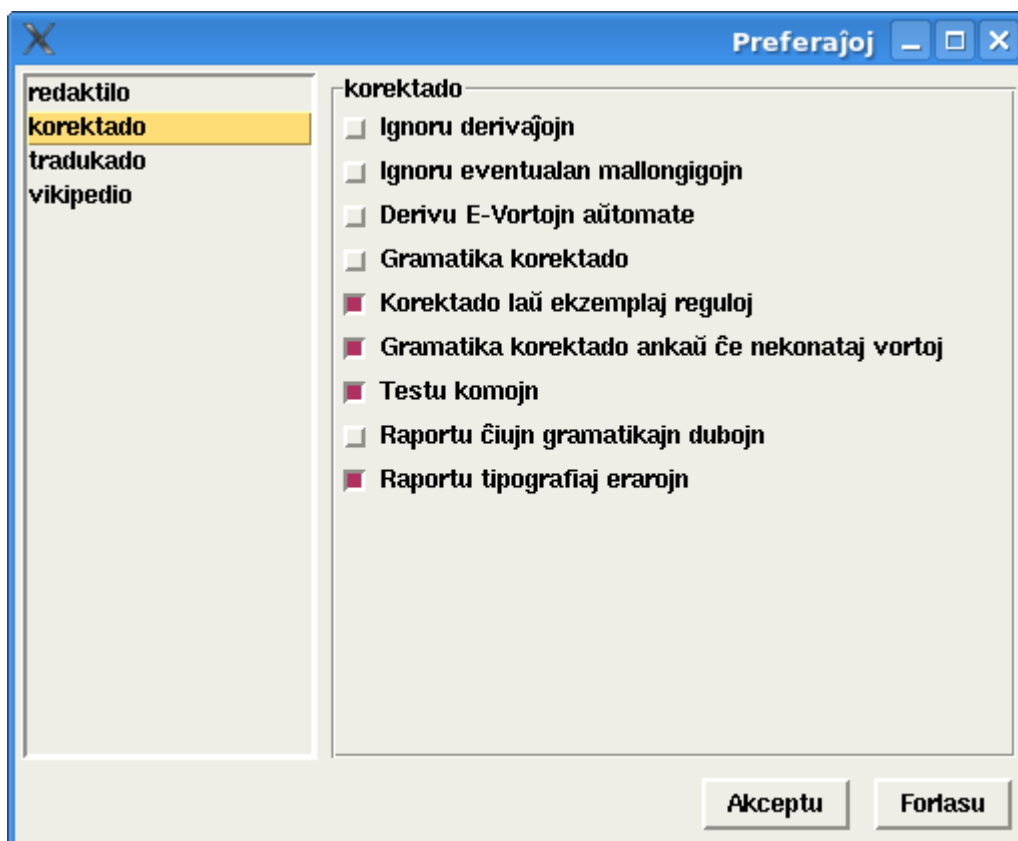 Preferaĵoj
redaktilo
korektado
tradukado
vikipedio
korektado
Ignoru derivaĵojn
Ignoru eventualan mallongigojn
Derivu E-Vortojn aŭtomate
Gramatika korektado
Korektado laŭ ekzemplaj reguloj
Gramatika korektado ankaŭ ĉe nekonataj vortoj
Testu komojn
Raportu ĉiujn gramatikajn dubojn
Raportu tipografiaj erarojn
Akceptu
Forlasu